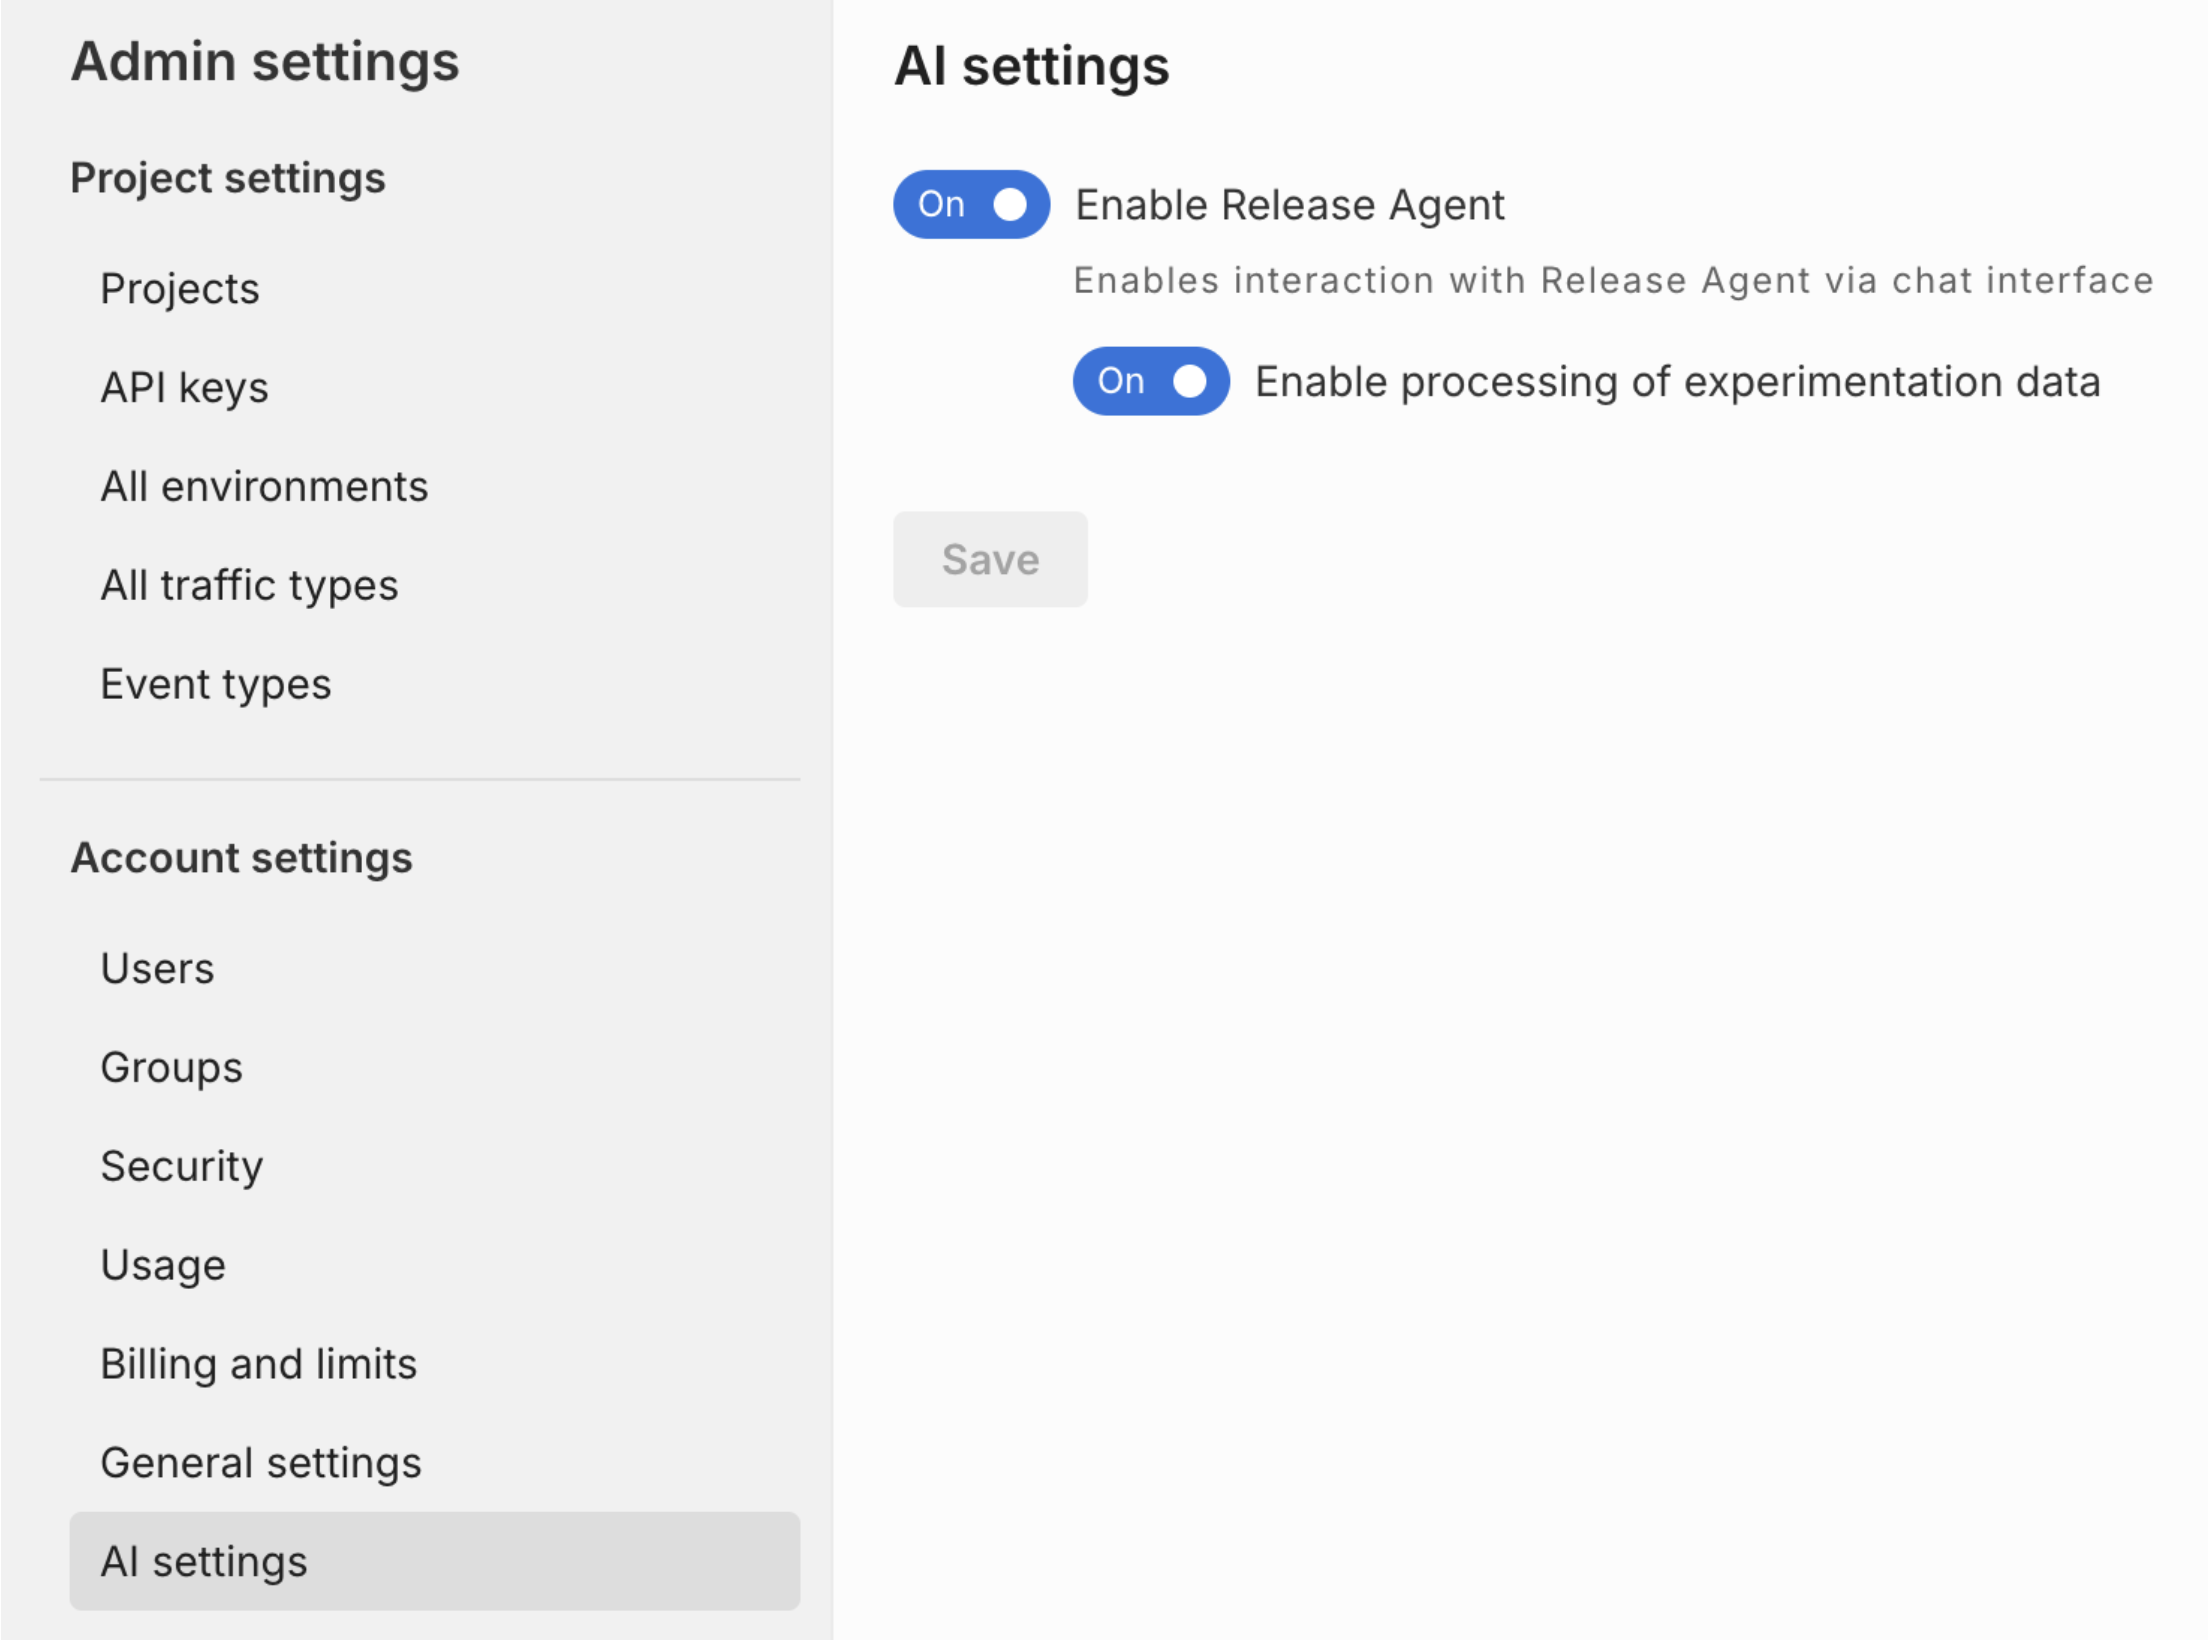 Admin settings
Project settings
Projects
API keys
All environments
All traffic types
Event types
Account settings
Users
Groups
Security
Usage
Billing and limits
General settings
AI settings
AI settings
On Enable Release Agent
Enables interaction with Release Agent via chat interface
On Enable processing of experimentation data
Save